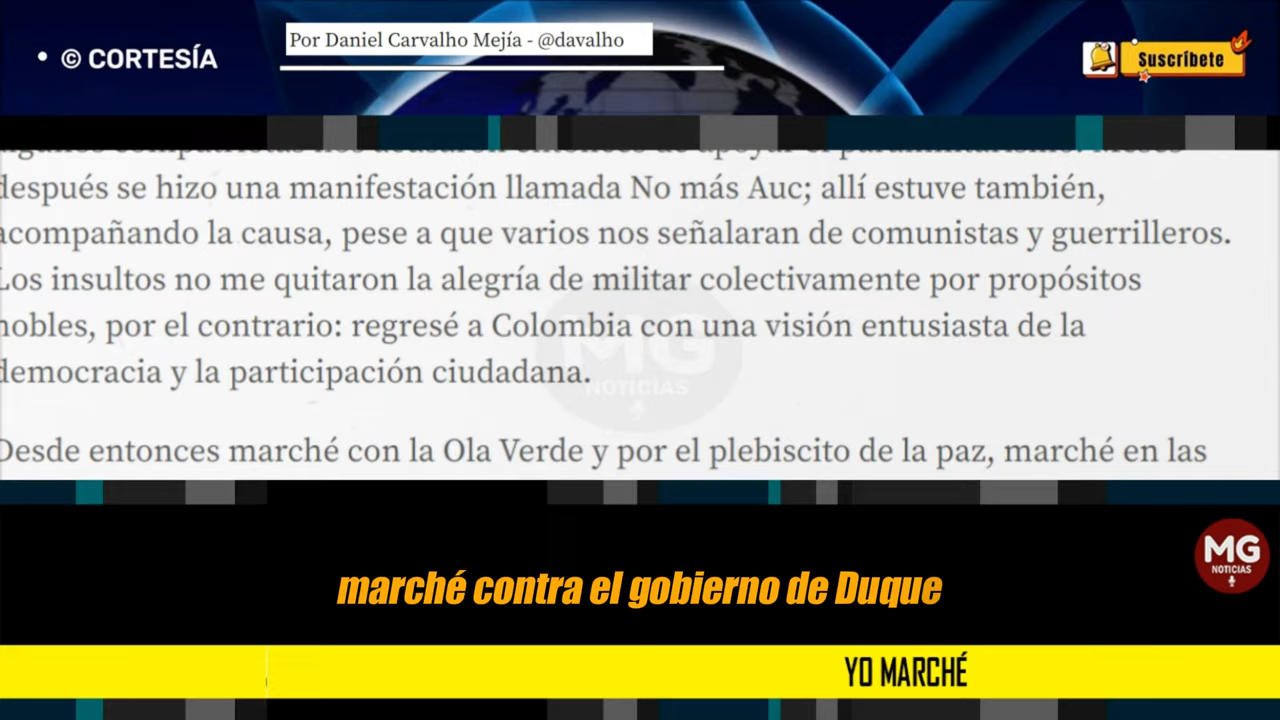 • © CORTESÍA
Por Daniel Carvalho Mejía - @davalho
Suscríbete
después se hizo una manifestación llamada No más Auc; allí estuve también,
acompañando la causa, pese a que varios nos señalaran de comunistas y guerrilleros.
Los insultos no me quitaron la alegría de militar colectivamente por propósitos
nobles, por el contrario: regresé a Colombia con una visión entusiasta de la
democracia y la participación ciudadana.
MG
NOTICIAS
Desde entonces marché con la Ola Verde y por el plebiscito de la paz, marché en las
MG
NOTICIAS
marché contra el gobierno de Duque
YO MARCHÉ